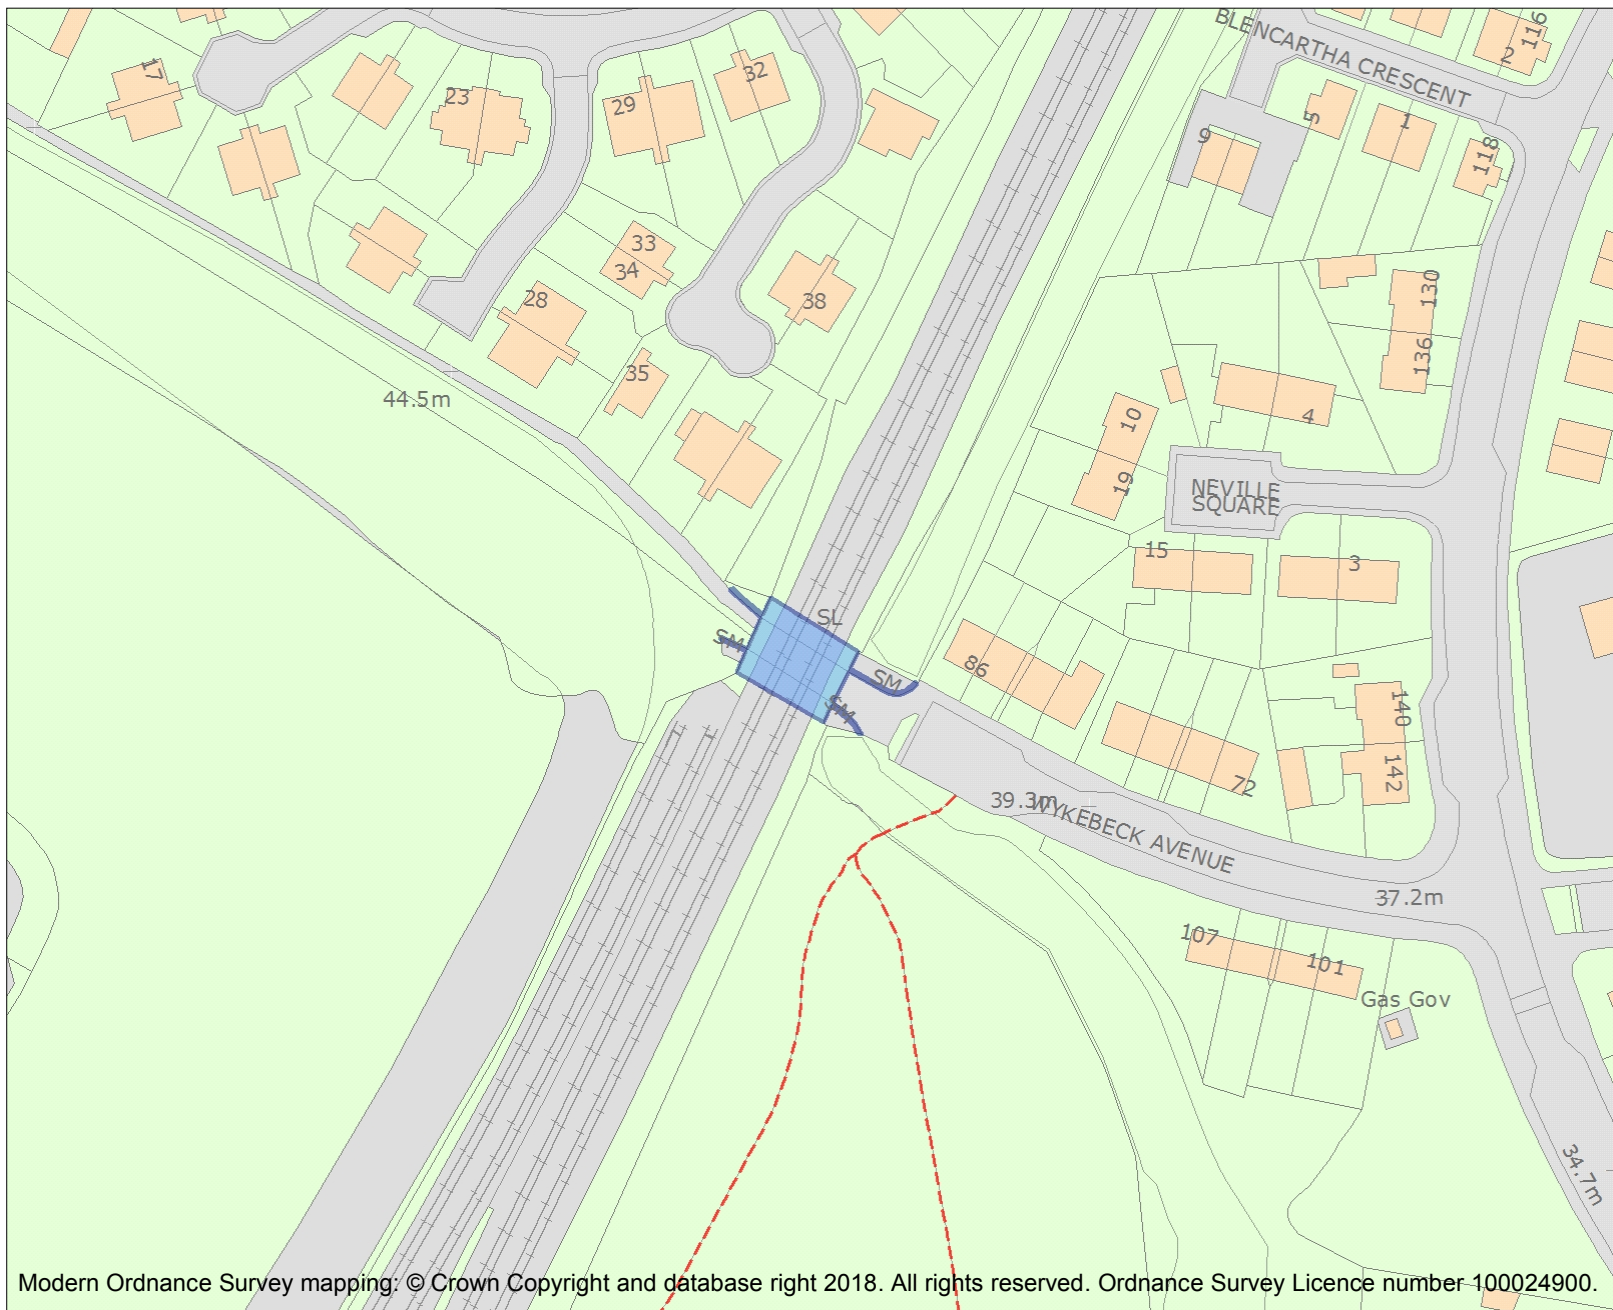 BLENCARTHA CRESCENT
116
2
17
23
29
32
5
1
9
118
33
34
28
38
130
136
35
44.5m
10
4
19
NEVILLE
SQUARE
15
3
SL
SM
SM
SM
86
140
142
72
39.3m
WYKEBECK AVENUE
37.2m
107
101
Gas Gov
34.7m
Modern Ordnance Survey mapping: © Crown Copyright and database right 2018. All rights reserved. Ordnance Survey Licence number 100024900.